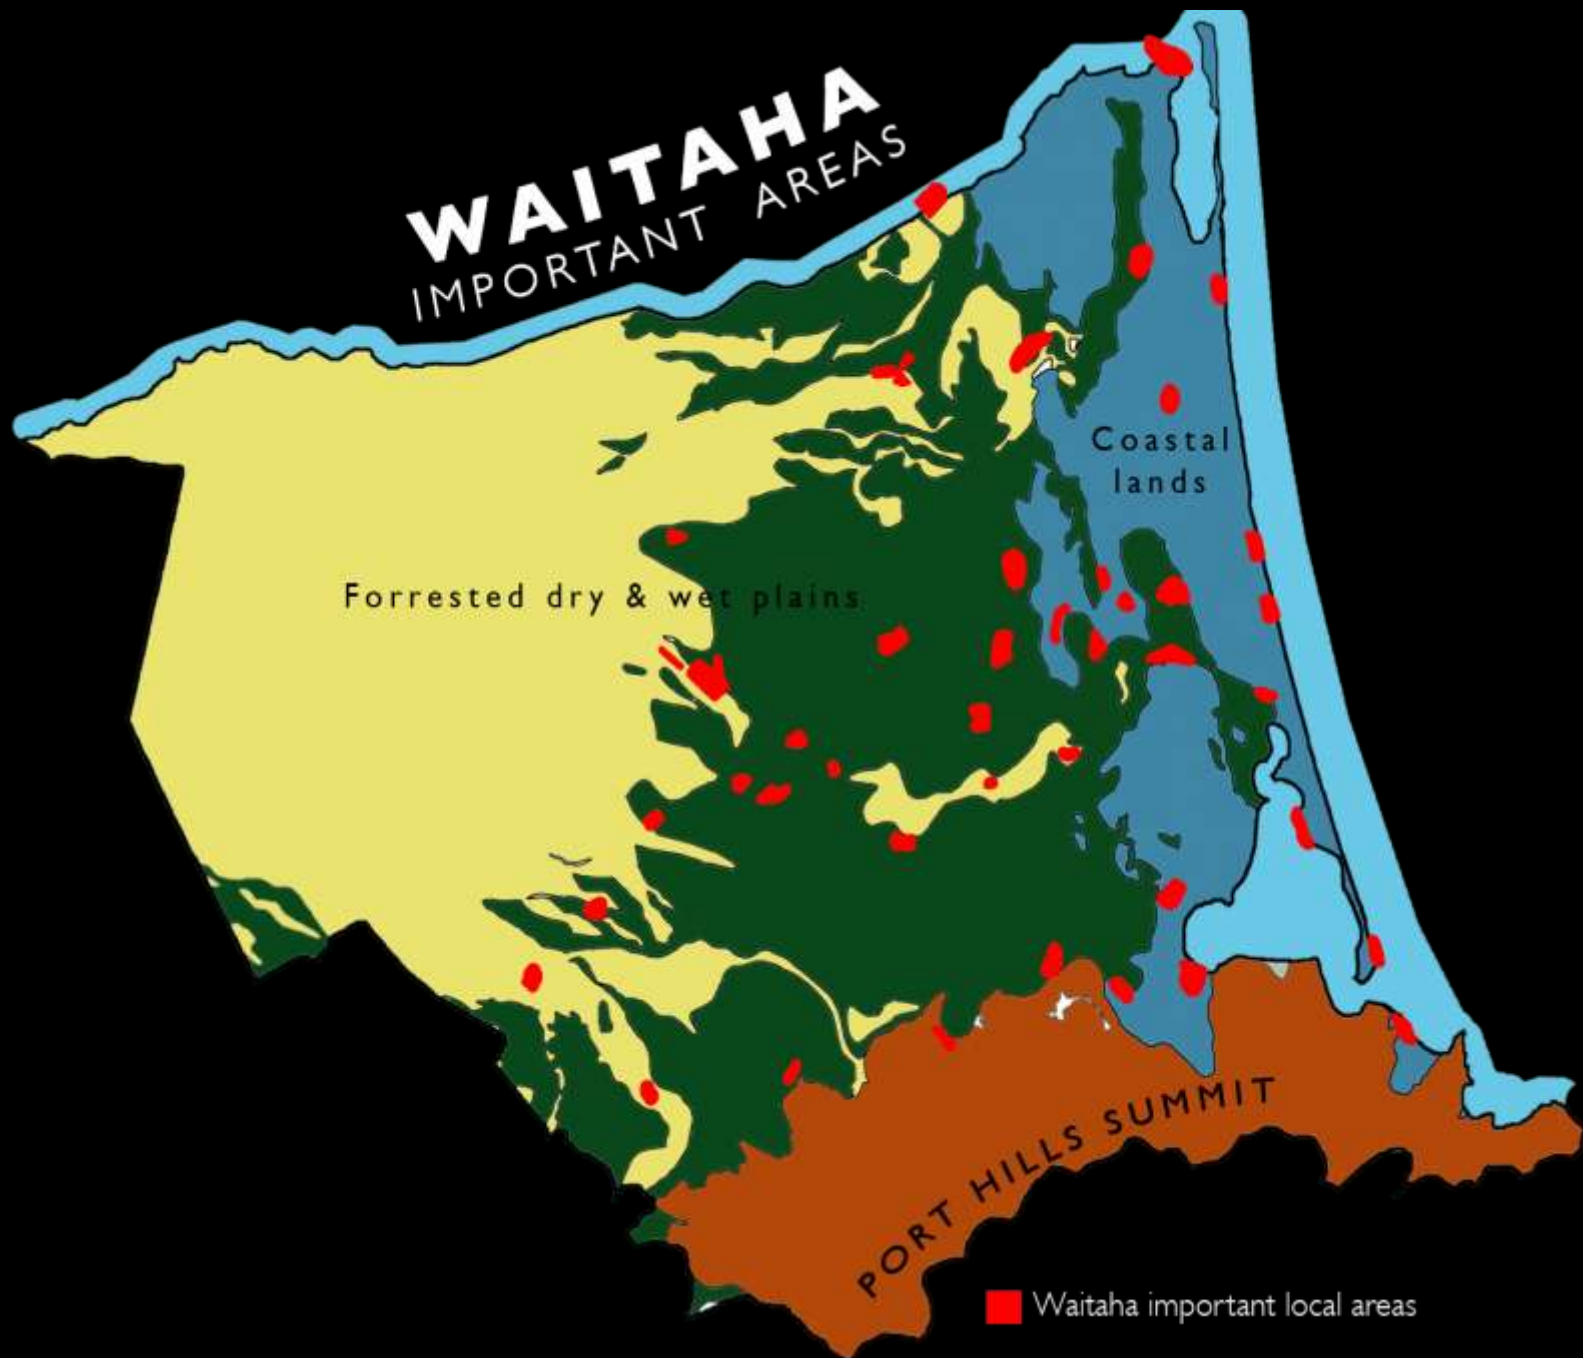 WAITAHA
IMPORTANT AREAS
Coastal
lands
Forrested dry & wet plains
PORT HILLS SUMMIT
Waitaha important local areas